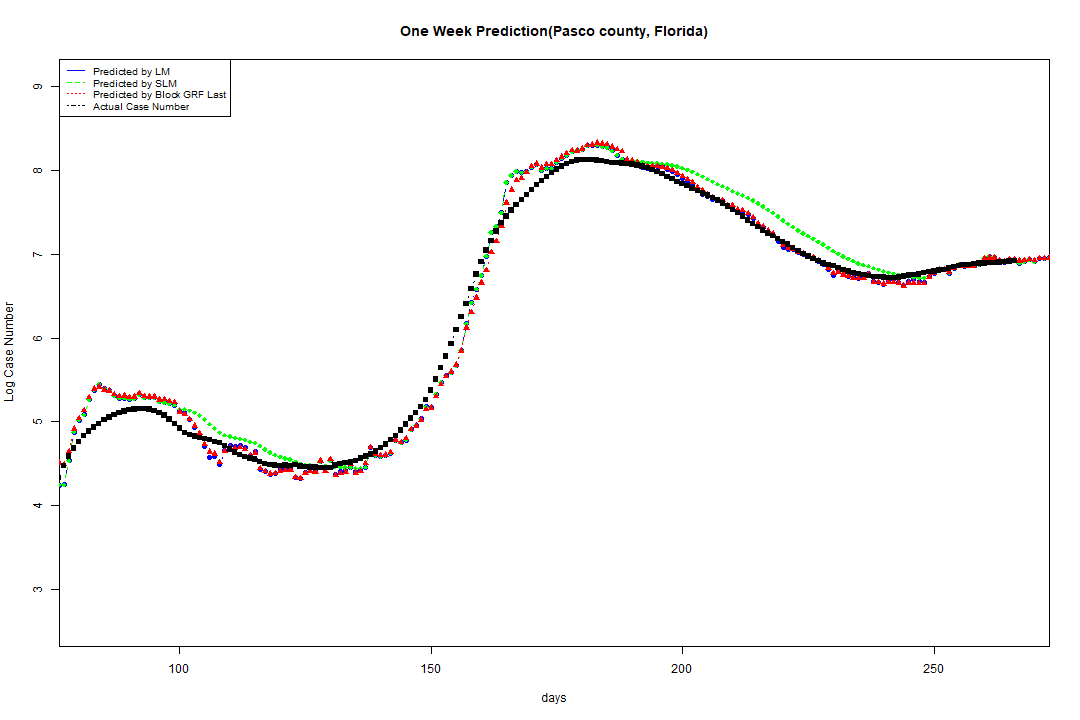 One Week Prediction(Pasco county, Florida)
Predicted by LM
Predicted by SLM
Predicted by Block GRF Last
Actual Case Number
9
8
7
6
5
4
3
Log Case Number
100 150 200 250
days